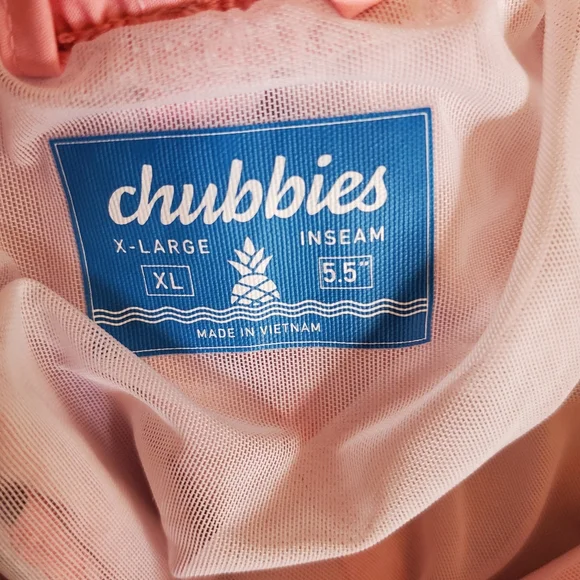 chubbies
X-LARGE INSEAM
XL 5.5"
MADE IN VIETNAM